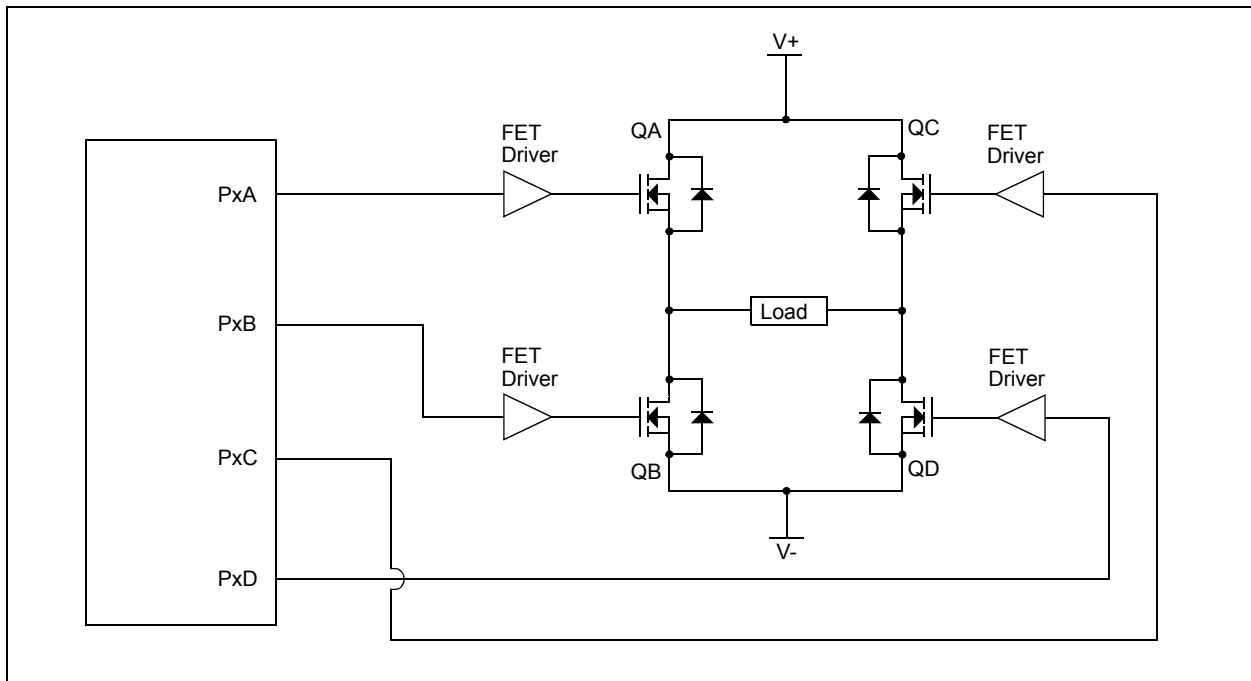 V+
FET
Driver
QA
QC
FET
Driver
PxA
PxB
Load
FET
Driver
FET
Driver
PxC
QB
QD
V-
PxD